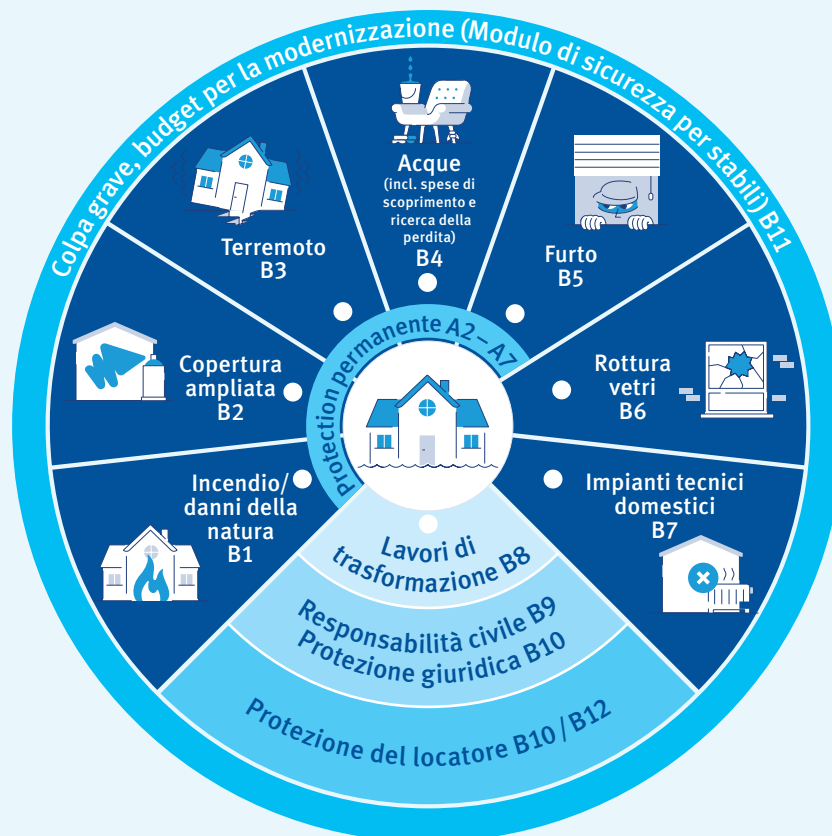 Colpa grave, budget per la modernizzazione (Modulo di sicurezza per stabili) B11
Acque
(incl. spese di
scoprimento e
ricerca della
perdita)
B4
Terremoto
B3
Furto
B5
Copertura
ampliata
B2
Rottura
vetri
B6
Incendio/
danni della
natura
B1
Impianti tecnici
domestici
B7
Protection permanente A2 – A7
Lavori di
trasformazione B8
Responsabilità civile B9
Protezione giuridica B10
Protezione del locatore B10 / B12